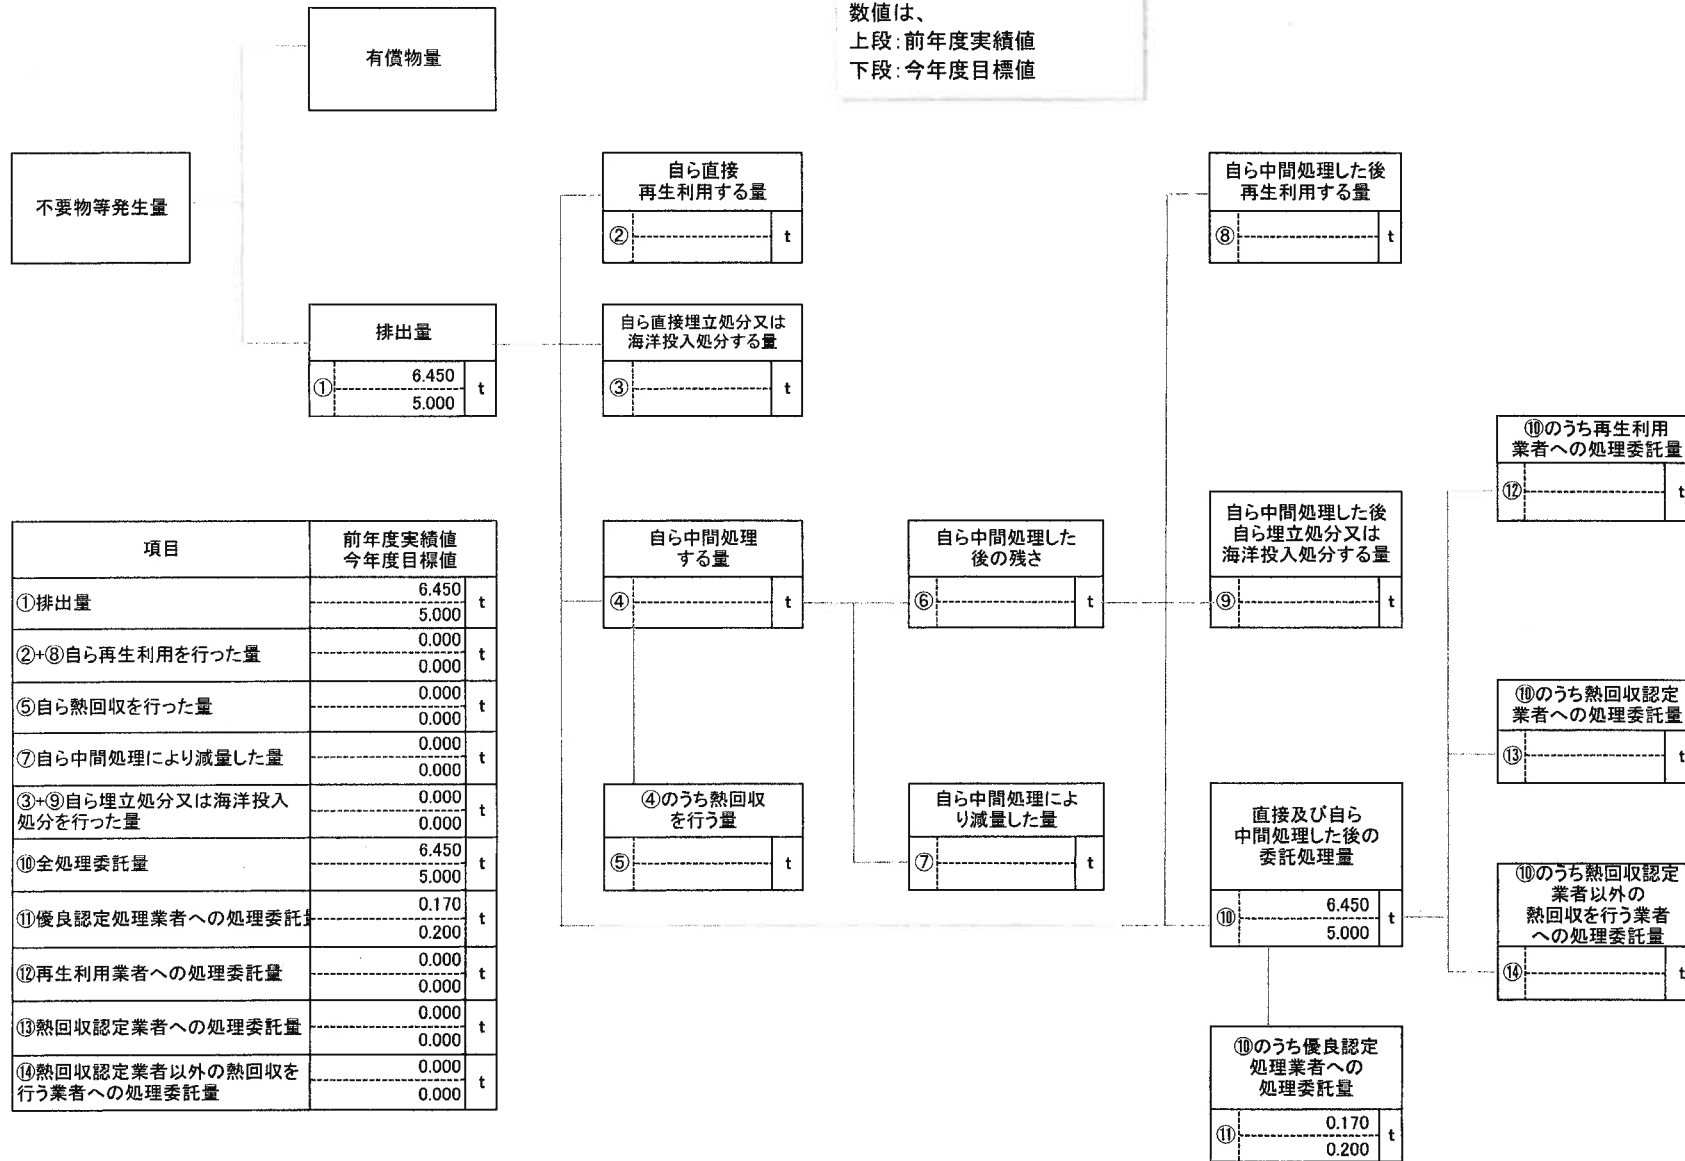 数値は、
上段：前年度実績値
下段：今年度目標値
有償物量
不要物等発生量
自ら直接
再生利用する量
② t
自ら中間処理した後
再生利用する量
⑧ t
排出量
① 6.450 t
5.000
自ら直接埋立処分又は
海洋投入処分する量
③ t
⑩のうち再生利用
業者への処理委託量
⑫ t
自ら中間処理
する量
④ t
自ら中間処理した
後の残さ
⑥ t
自ら中間処理した後
自ら埋立処分又は
海洋投入処分する量
⑨ t
⑩のうち熱回収認定
業者への処理委託量
⑬ t
④のうち熱回収
を行う量
⑤ t
自ら中間処理によ
り減量した量
⑦ t
直接及び自ら
中間処理した後の
委託処理量
⑩ 6.450 t
5.000
⑩のうち熱回収認定
業者以外の
熱回収を行う業者
への処理委託量
⑭ t
⑩のうち優良認定
処理業者への
処理委託量
⑪ 0.170 t
0.200
項目 前年度実績値
今年度目標値
①排出量 6.450 t
5.000
②+⑧自ら再生利用を行った量 0.000 t
0.000
⑤自ら熱回収を行った量 0.000 t
0.000
⑦自ら中間処理により減量した量 0.000 t
0.000
③+⑨自ら埋立処分又は海洋投入
処分を行った量 0.000 t
0.000
⑩全処理委託量 6.450 t
5.000
⑪優良認定処理業者への処理委託 0.170 t
0.200
⑫再生利用業者への処理委託量 0.000 t
0.000
⑬熱回収認定業者への処理委託量 0.000 t
0.000
⑭熱回収認定業者以外の熱回収を
行う業者への処理委託量 0.000 t
0.000